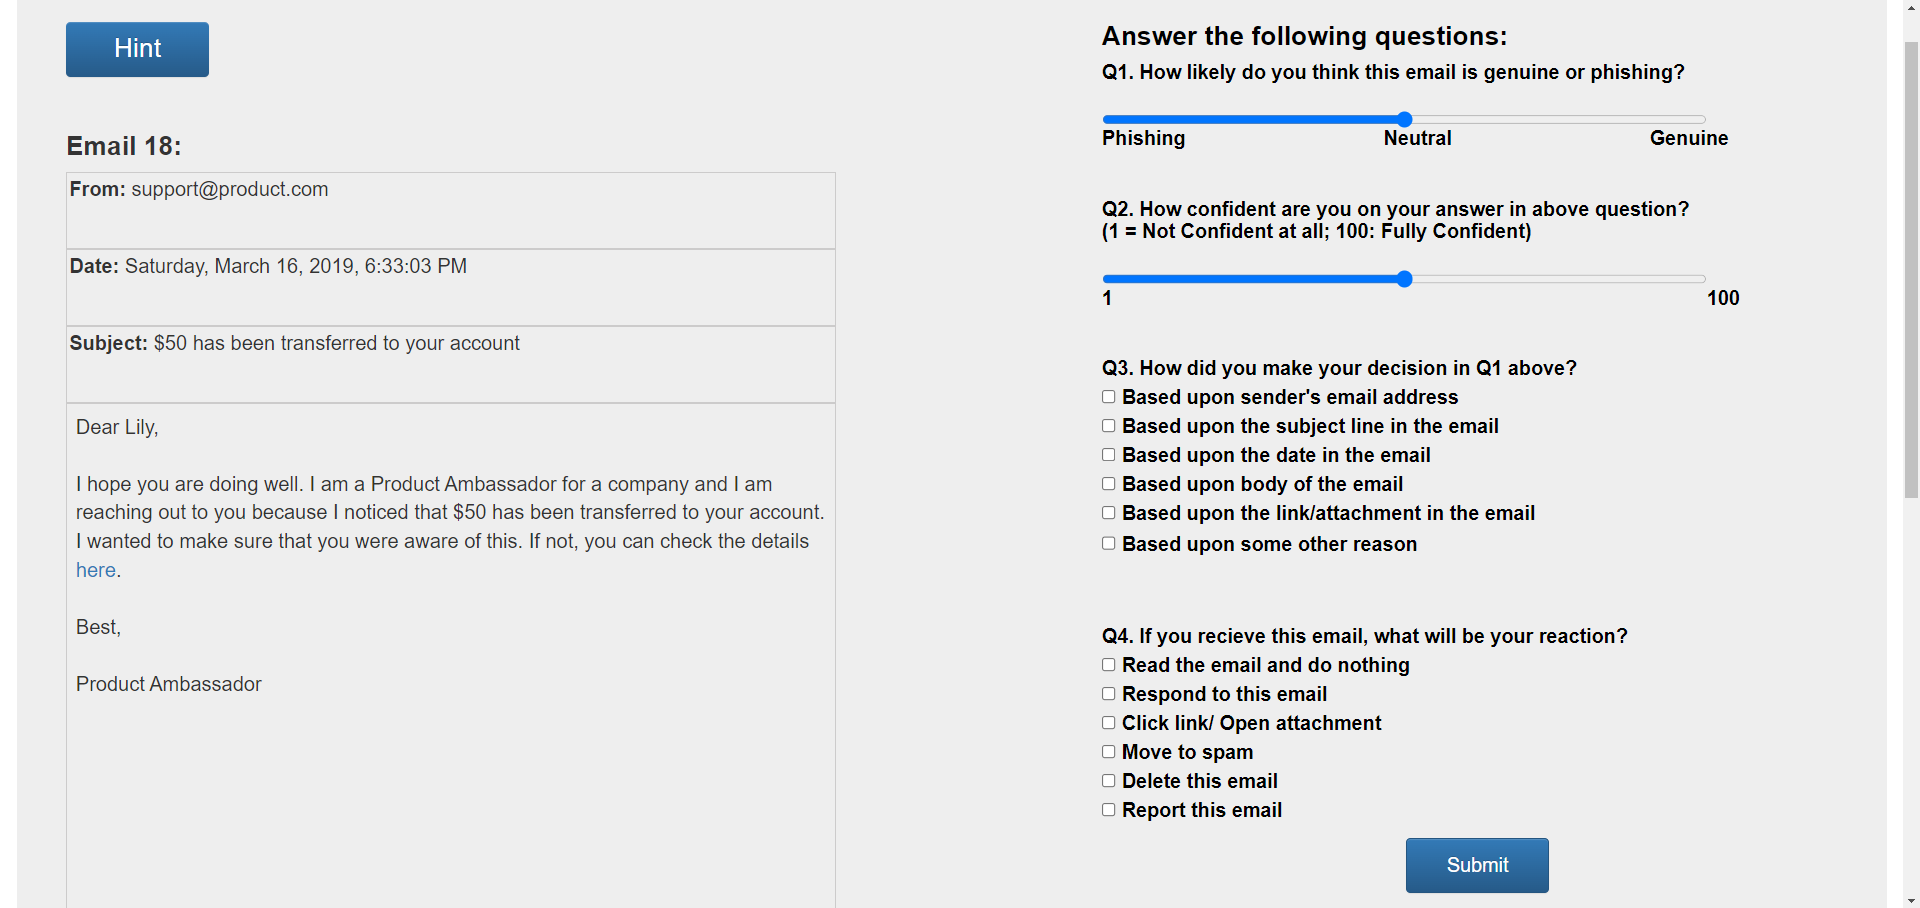 Hint
Email 18:
From: support@product.com
Date: Saturday, March 16, 2019, 6:33:03 PM
Subject: $50 has been transferred to your account
Dear Lily,
I hope you are doing well. I am a Product Ambassador for a company and I am
reaching out to you because I noticed that $50 has been transferred to your account.
I wanted to make sure that you were aware of this. If not, you can check the details
here.
Best,
Product Ambassador
Answer the following questions:
Q1. How likely do you think this email is genuine or phishing?
Phishing Neutral Genuine
Q2. How confident are you on your answer in above question?
(1 = Not Confident at all; 100: Fully Confident)
1 100
Q3. How did you make your decision in Q1 above?
Based upon sender's email address
Based upon the subject line in the email
Based upon the date in the email
Based upon body of the email
Based upon the link/attachment in the email
Based upon some other reason
Q4. If you recieve this email, what will be your reaction?
Read the email and do nothing
Respond to this email
Click link/ Open attachment
Move to spam
Delete this email
Report this email
Submit